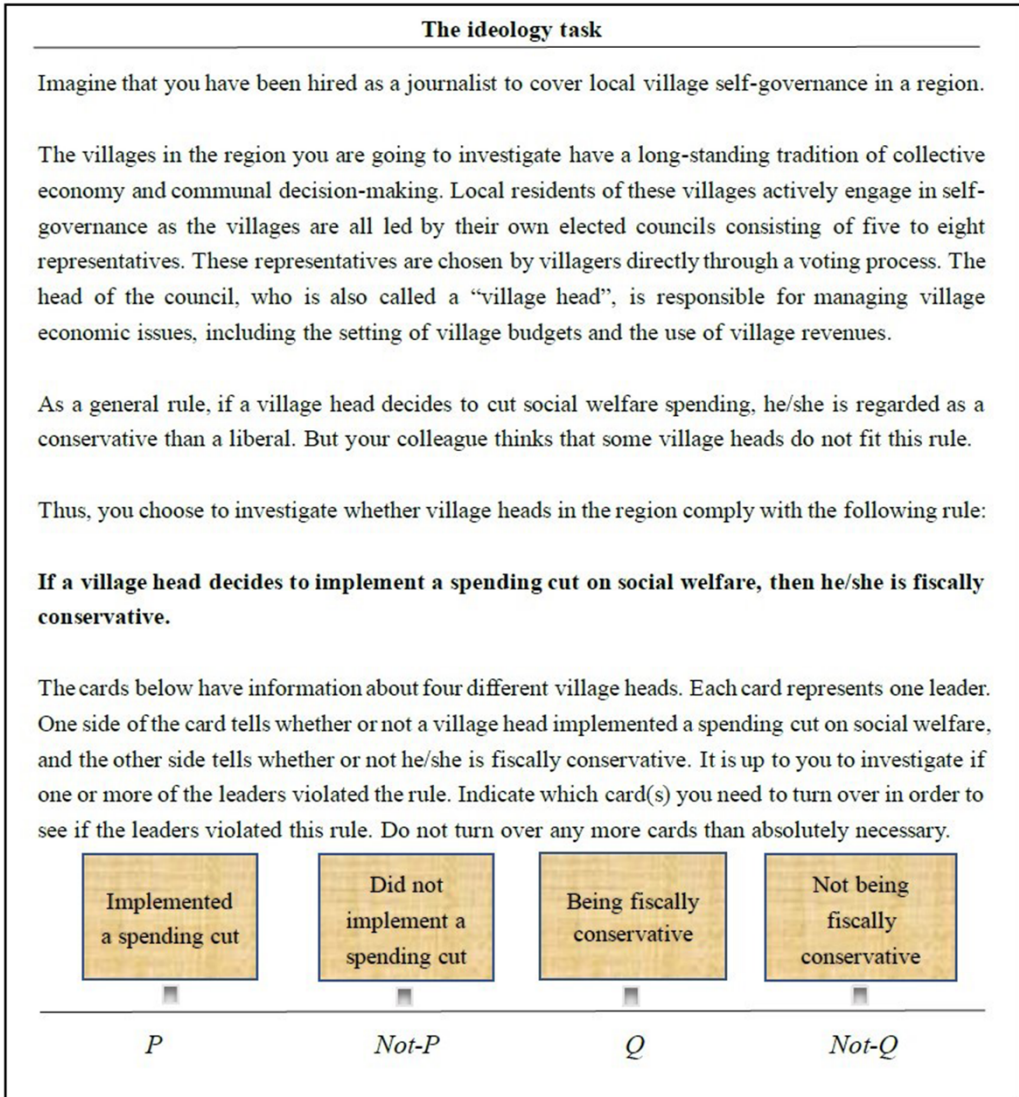 The ideology task
Imagine that you have been hired as a journalist to cover local village self-governance in a region.
The villages in the region you are going to investigate have a long-standing tradition of collective
economy and communal decision-making. Local residents of these villages actively engage in self-
governance as the villages are all led by their own elected councils consisting of five to eight
representatives. These representatives are chosen by villagers directly through a voting process. The
head of the council, who is also called a “village head”, is responsible for managing village
economic issues, including the setting of village budgets and the use of village revenues.
As a general rule, if a village head decides to cut social welfare spending, he/she is regarded as a
conservative than a liberal. But your colleague thinks that some village heads do not fit this rule.
Thus, you choose to investigate whether village heads in the region comply with the following rule:
If a village head decides to implement a spending cut on social welfare, then he/she is fiscally
conservative.
The cards below have information about four different village heads. Each card represents one leader.
One side of the card tells whether or not a village head implemented a spending cut on social welfare,
and the other side tells whether or not he/she is fiscally conservative. It is up to you to investigate if
one or more of the leaders violated the rule. Indicate which card(s) you need to turn over in order to
see if the leaders violated this rule. Do not turn over any more cards than absolutely necessary.
Implemented
a spending cut
Did not
implement a
spending cut
Being fiscally
conservative
Not being
fiscally
conservative
P
Not-P
Q
Not-Q